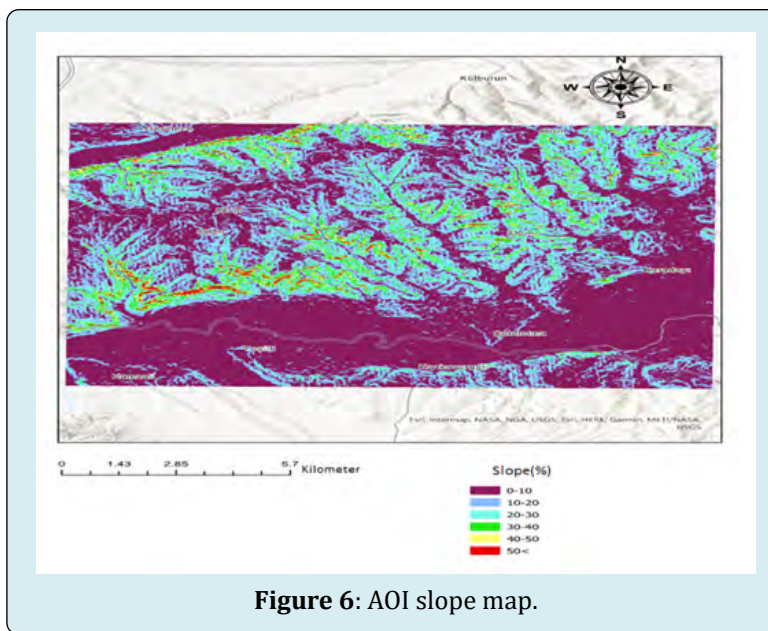 N
Külburun
W E
S
Esri, Intermap, NASA, NGA, USGS; Esri, HERE, Garmin, METI/NASA,
USGS
0 1.43 2.85 5.7 Kilometer
Slope(%)
0-10
10-20
20-30
30-40
40-50
50<
Figure 6: AOI slope map.